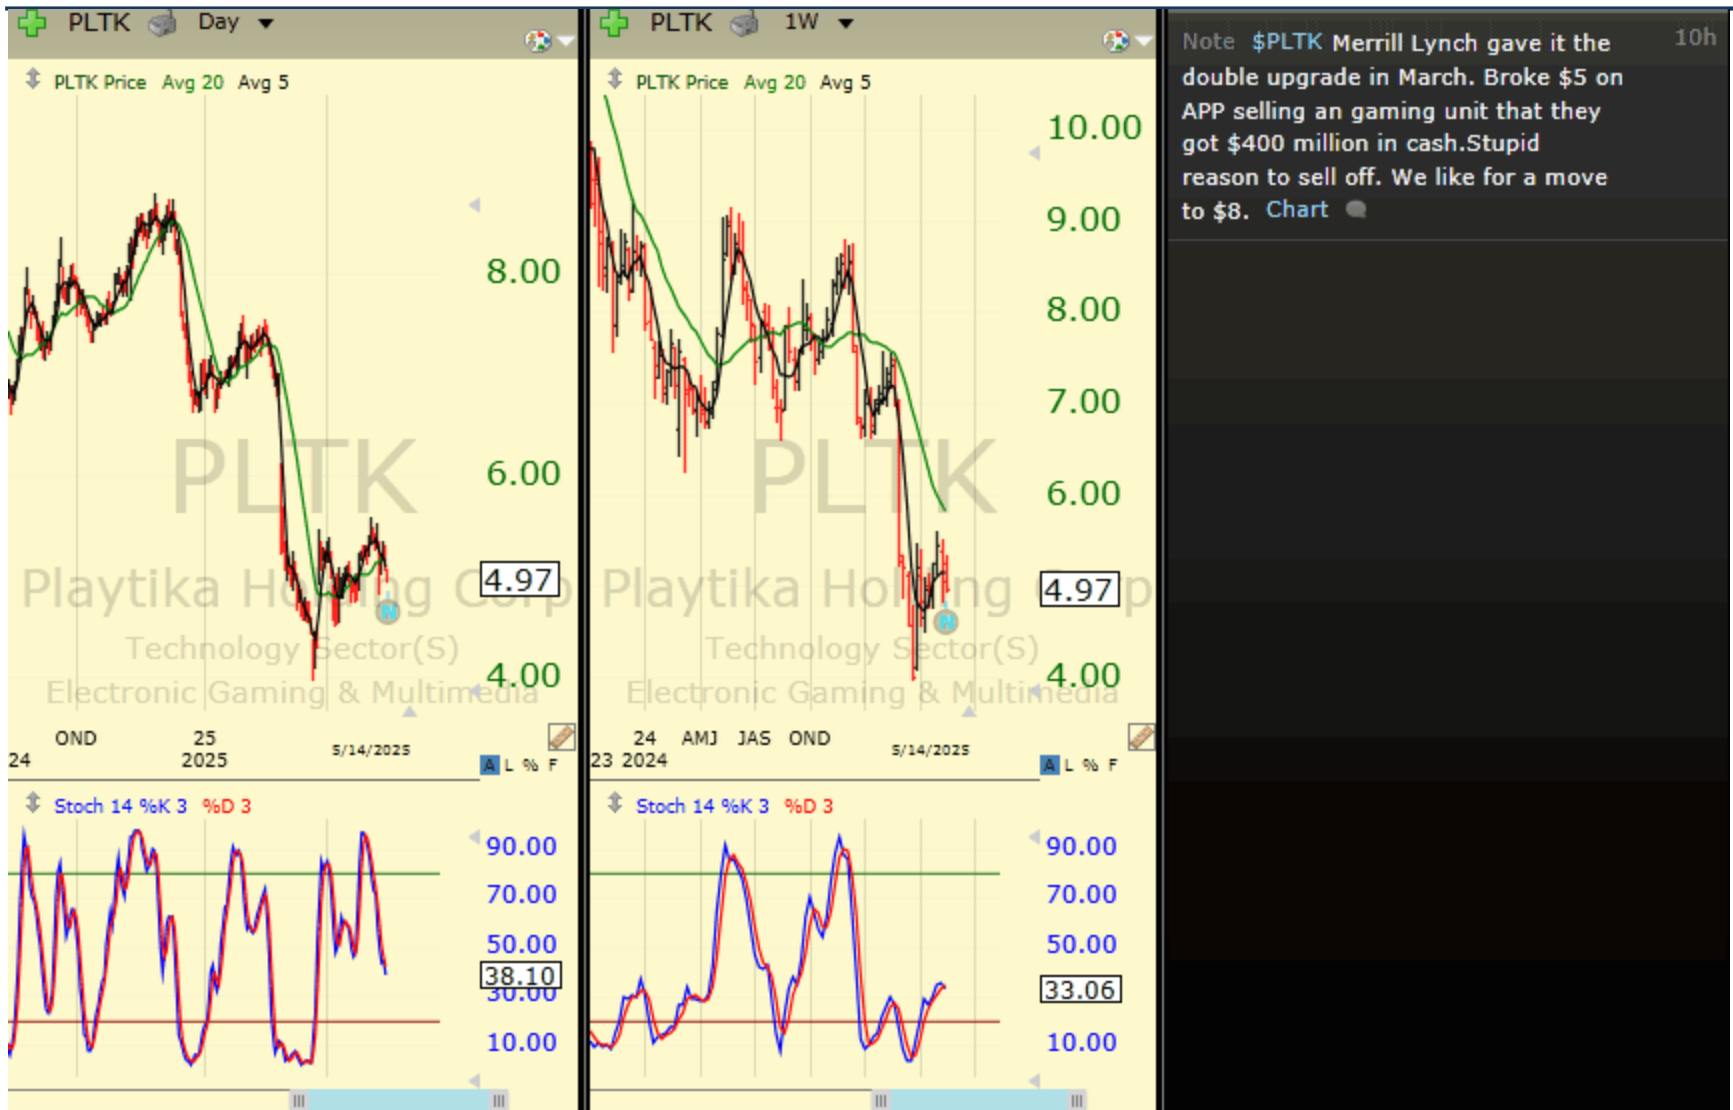 PLTK Day
PLTK Price Avg 20 Avg 5
8.00
6.00
4.97
4.00
PLTK
Playtika Holding Corp
Technology Sector(S)
Electronic Gaming & Multimedia
OND 25 5/14/2025
24 2025
A L % F
Stoch 14 %K 3 %D 3
90.00
70.00
50.00
38.10
30.00
10.00
PLTK 1W
PLTK Price Avg 20 Avg 5
10.00
9.00
8.00
7.00
6.00
4.97
4.00
PLTK
Playtika Holding Corp
Technology Sector(S)
Electronic Gaming & Multimedia
N
N
24 AMJ JAS OND 5/14/2025
23 2024
A L % F
Stoch 14 %K 3 %D 3
90.00
70.00
50.00
33.06
10.00
Note $PLTK Merrill Lynch gave it the 10h
double upgrade in March. Broke $5 on
APP selling an gaming unit that they
got $400 million in cash.Stupid
reason to sell off. We like for a move
to $8. Chart